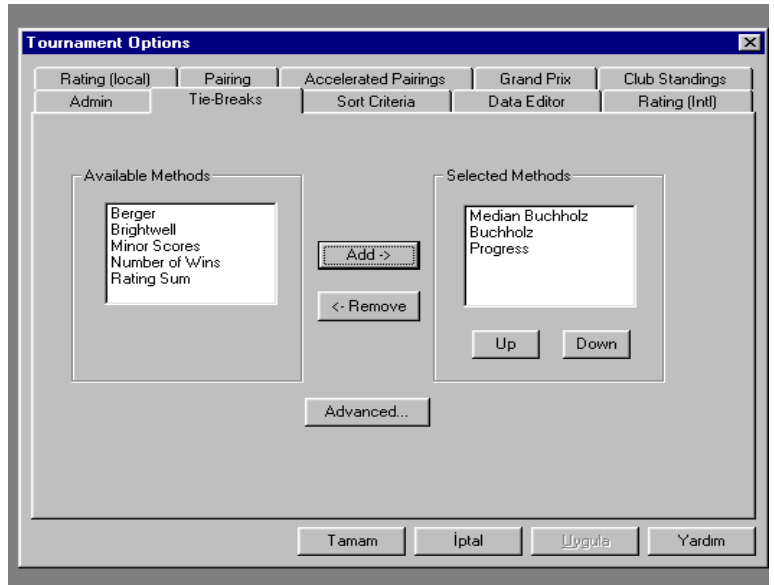 Tournament Options
Rating (local) Pairing Accelerated Pairings Grand Prix Club Standings
Admin Tie-Breaks Sort Criteria Data Editor Rating (Intl)
Available Methods
Berger
Brightwell
Minor Scores
Number of Wins
Rating Sum
Add ->
<- Remove
Selected Methods
Median Buchholz
Buchholz
Progress
Up Down
Advanced...
Tamam İptal Uygula Yardım